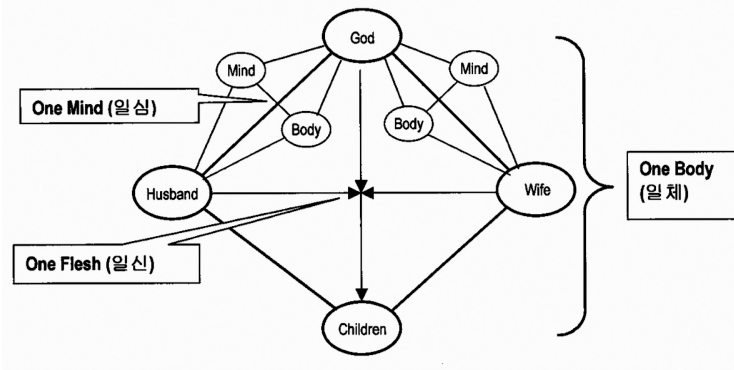 God
Mind
Mind
One Mind (일심)
Body
Body
Husband
Wife
One Body
(일체)
One Flesh (일신)
Children